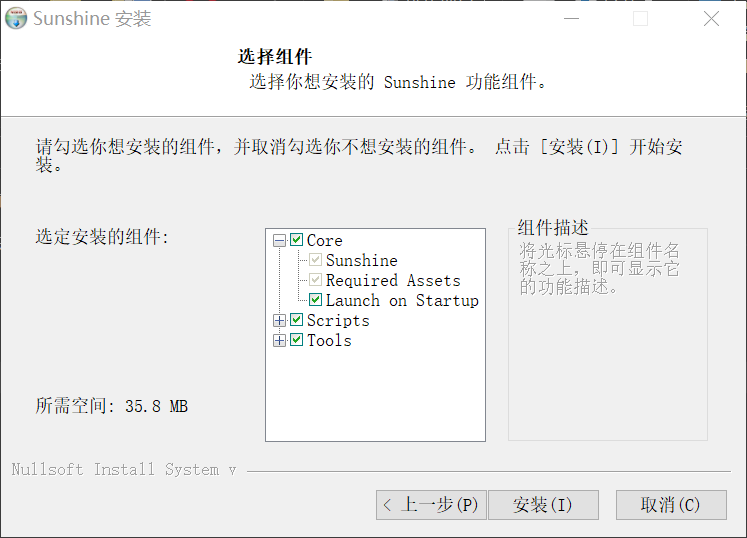 Sunshine 安装
选择组件
选择你想安装的 Sunshine 功能组件。
请勾选你想安装的组件，并取消勾选你不想安装的组件。 点击 [安装(I)] 开始安
装。
选定安装的组件:
Core
Sunshine
Required Assets
Launch on Startup
Scripts
Tools
组件描述
将光标悬停在组件名
称之上，即可显示它
的功能描述。
所需空间: 35.8 MB
Nullsoft Install System v
< 上一步(P)
安装(I)
取消(C)